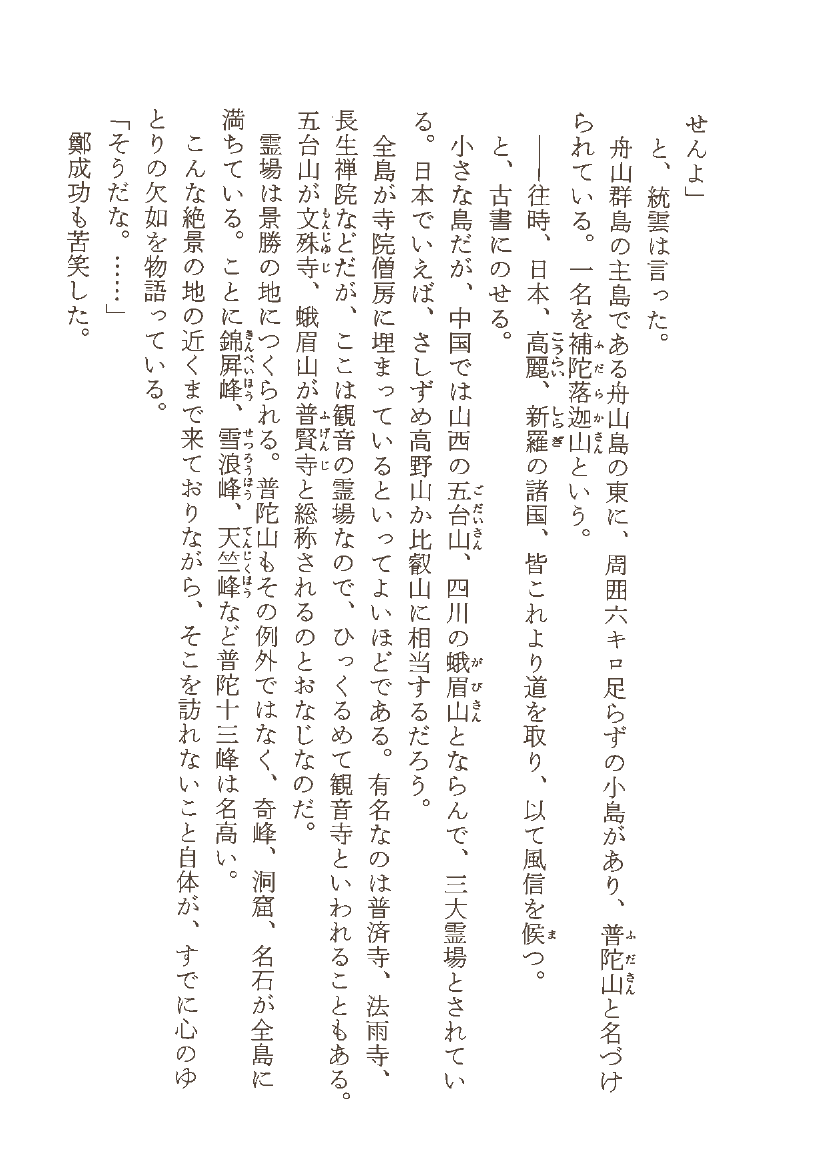 せんよ」
と、統雲は言った。
舟山群島の主島である舟山島の東に、周囲六キロ足らずの小島があり、普陀山と名づけ
られている。一名を補陀落迦山という。
――往時、日本、高麗、新羅の諸国、皆これより道を取り、以て風信を候つ。
と、古書にのせる。
小さな島だが、中国では山西の五台山、四川の蛾眉山とならんで、三大霊場とされてい
る。日本でいえば、さしずめ高野山か比叡山に相当するだろう。
全島が寺院僧房に埋まっているといってよいほどである。有名なのは普済寺、法雨寺、
長生禅院などだが、ここは観音の霊場なので、ひっくるめて観音寺といわれることもある。
五台山が文殊寺、蛾眉山が普賢寺と総称されるのとおなじなのだ。
霊場は景勝の地につくられる。普陀山もその例外ではなく、奇峰、洞窟、名石が全島に
満ちている。ことに錦屛峰、雪浪峰、天竺峰など普陀十三峰は名高い。
こんな絶景の地の近くまで来ておりながら、そこを訪れないこと自体が、すでに心のゆ
とりの欠如を物語っている。
「そうだな。……」
鄭成功も苦笑した。